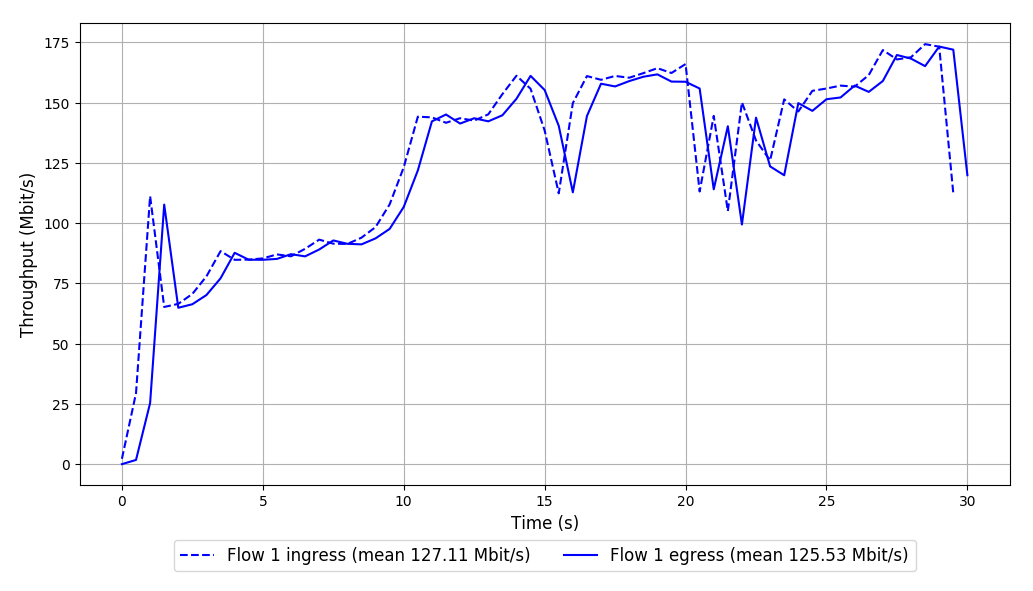 175
150
125
100
75
50
25
0
Throughput (Mbit/s)
0 5 10 15 20 25 30
Time (s)
Flow 1 ingress (mean 127.11 Mbit/s) Flow 1 egress (mean 125.53 Mbit/s)